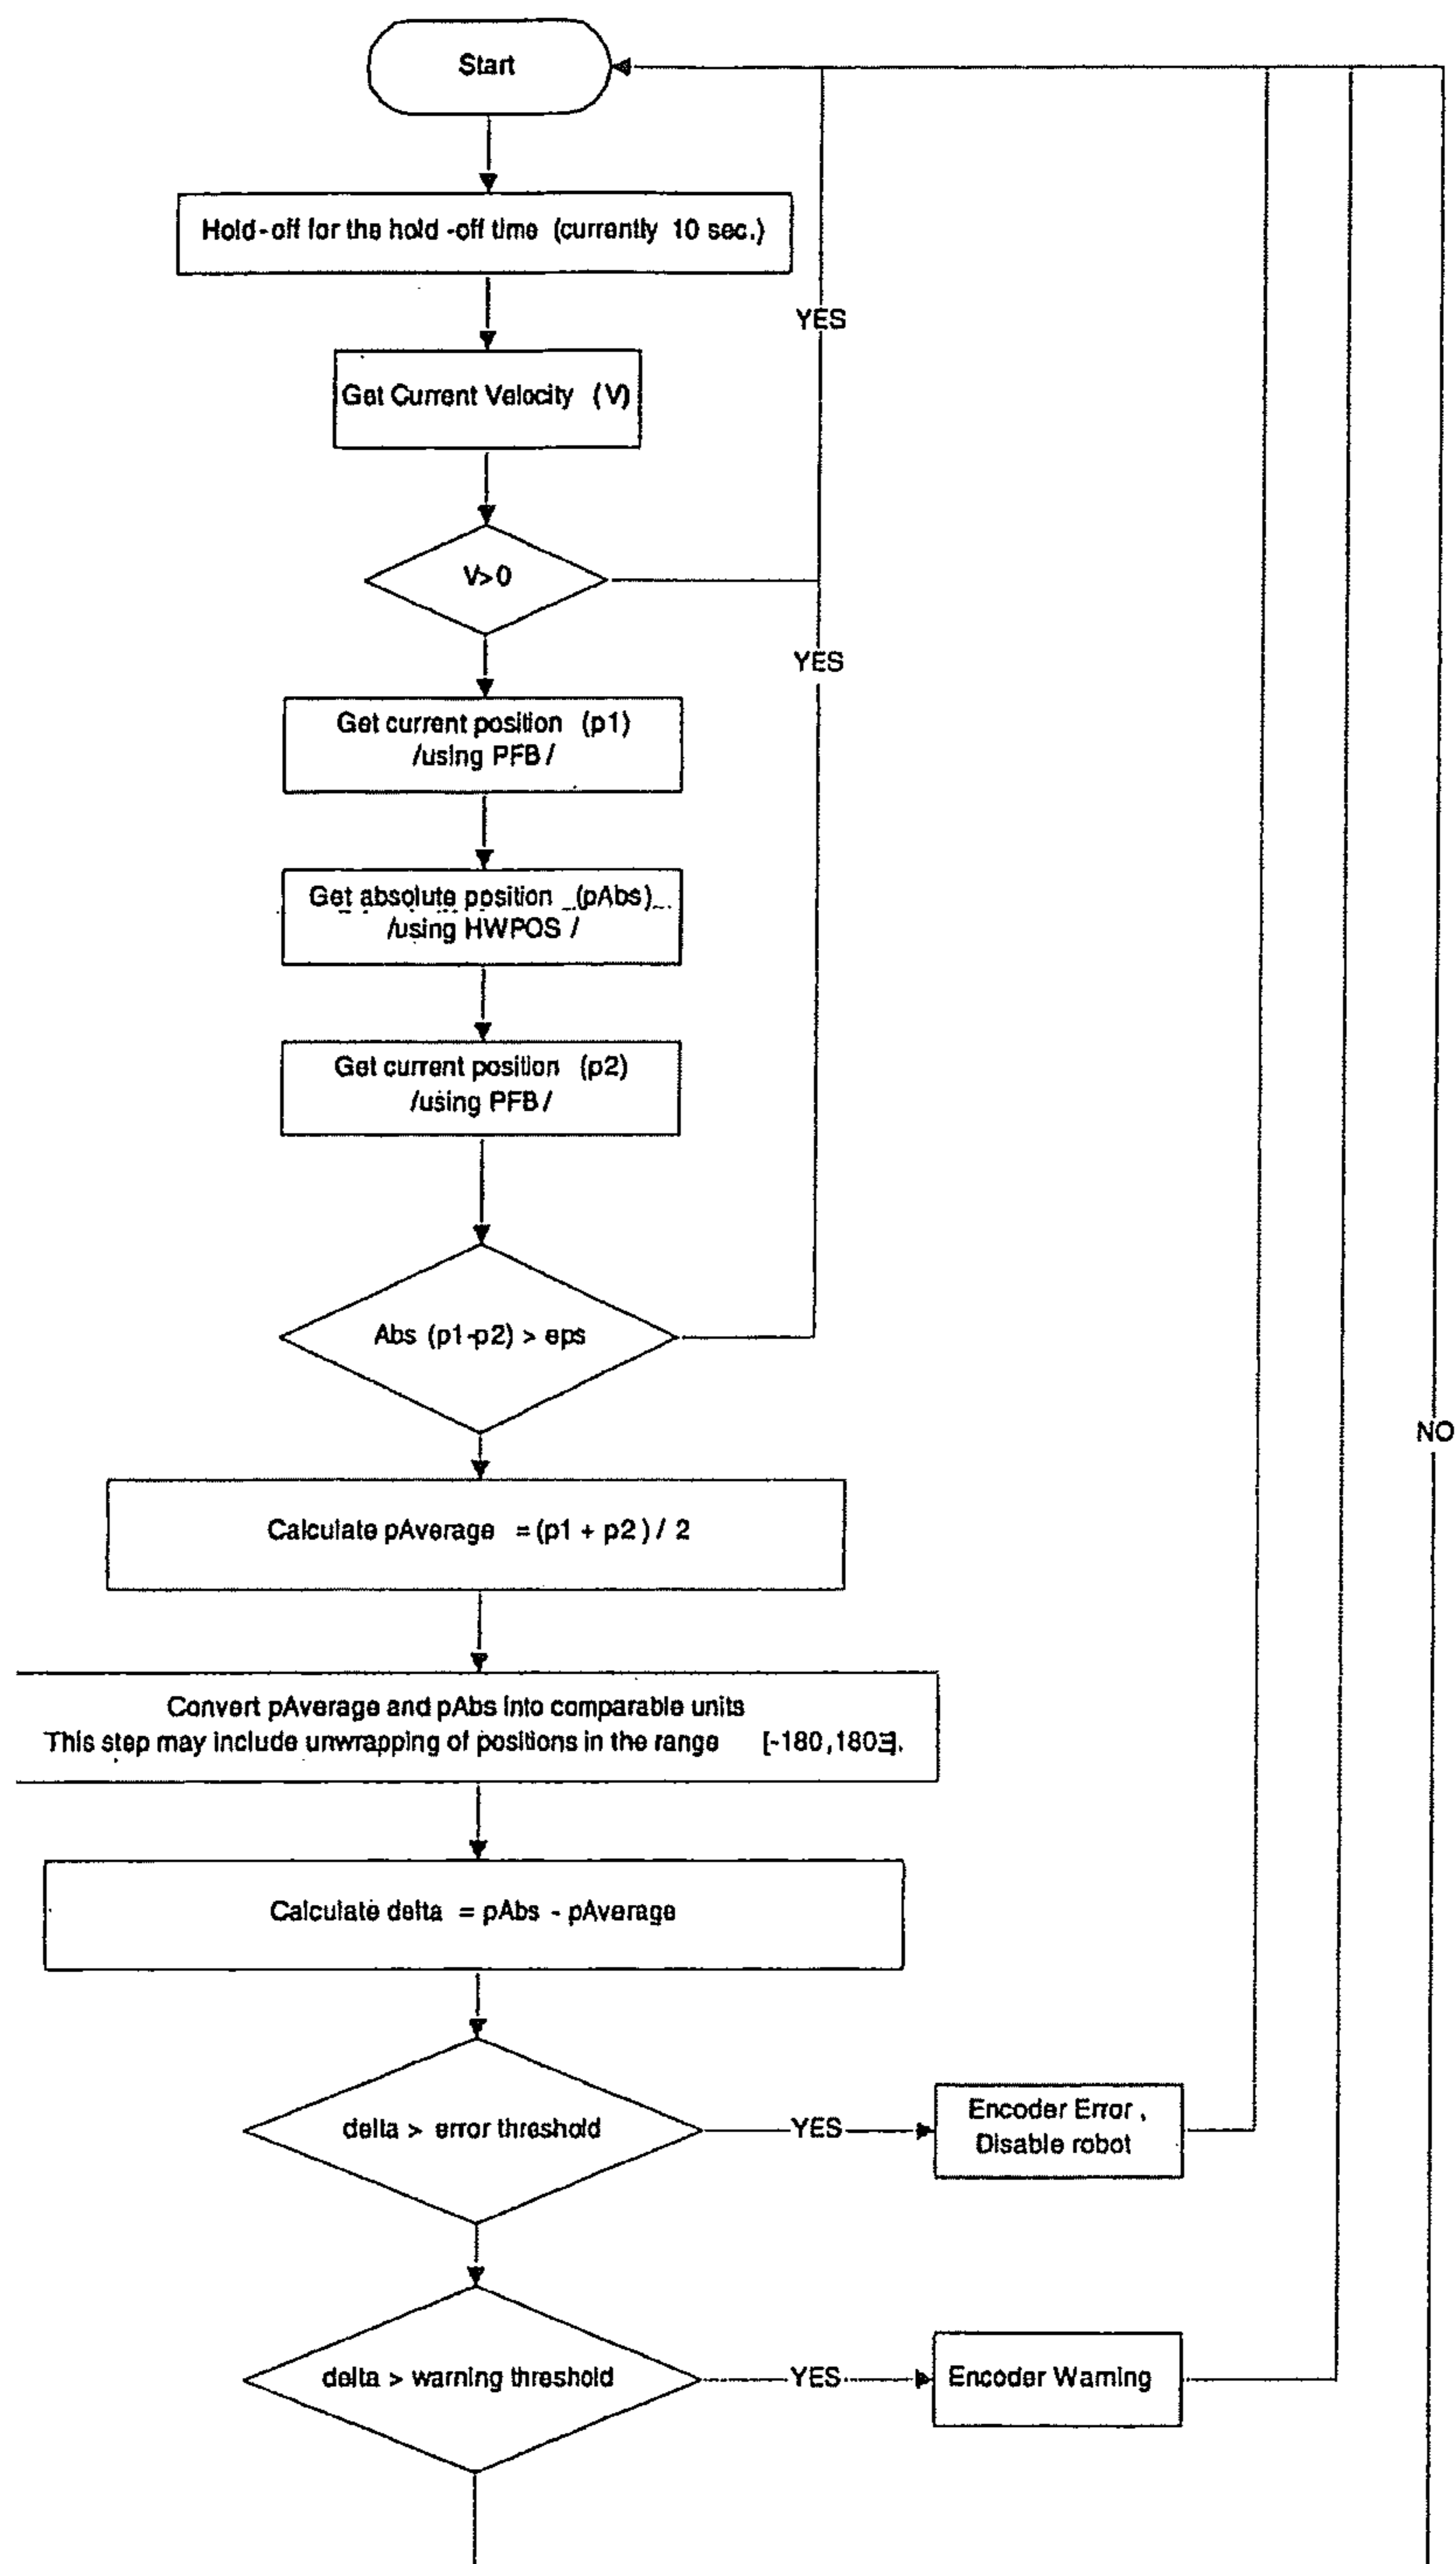 Start
Hold-off for the hold-off time (currently 10 sec.)
YES
Get Current Velocity (V)
V>0
YES
Get current position (p1)
/using PFB/
Get absolute position (pAbs)
/using HWPOS /
Get current position (p2)
/using PFB/
Abs (p1-p2) > eps
NO
Calculate pAverage = (p1 + p2) / 2
Convert pAverage and pAbs into comparable units
This step may include unwrapping of positions in the range
Calculate delta = pAbs - pAverage
delta > error threshold
YES
Encoder Error,
Disable robot
delta > warning threshold
YES
Encoder Warning